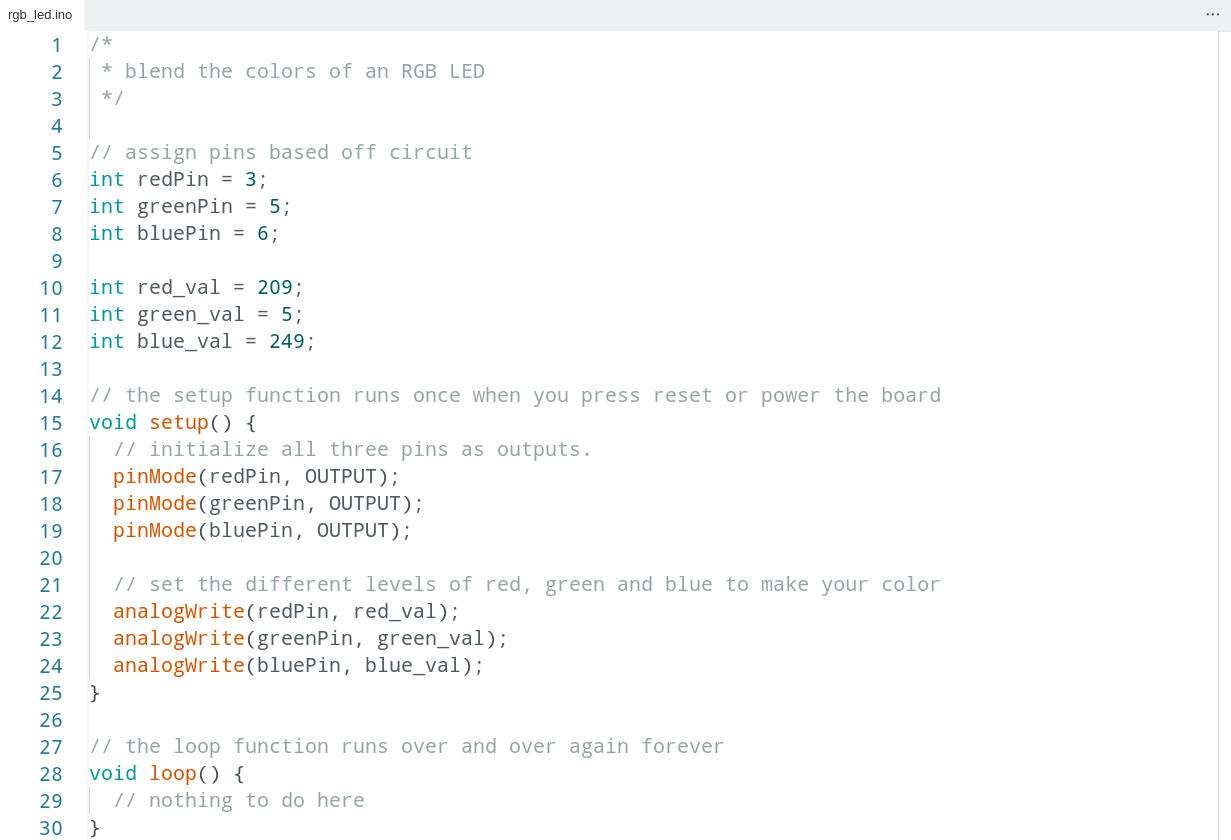 rgb_led.ino
...
1 /*
2  * blend the colors of an RGB LED
3  */
4
5 // assign pins based off circuit
6 int redPin = 3;
7 int greenPin = 5;
8 int bluePin = 6;
9
10 int red_val = 209;
11 int green_val = 5;
12 int blue_val = 249;
13
14 // the setup function runs once when you press reset or power the board
15 void setup() {
16   // initialize all three pins as outputs.
17   pinMode(redPin, OUTPUT);
18   pinMode(greenPin, OUTPUT);
19   pinMode(bluePin, OUTPUT);
20
21   // set the different levels of red, green and blue to make your color
22   analogWrite(redPin, red_val);
23   analogWrite(greenPin, green_val);
24   analogWrite(bluePin, blue_val);
25 }
26
27 // the loop function runs over and over again forever
28 void loop() {
29   // nothing to do here
30 }